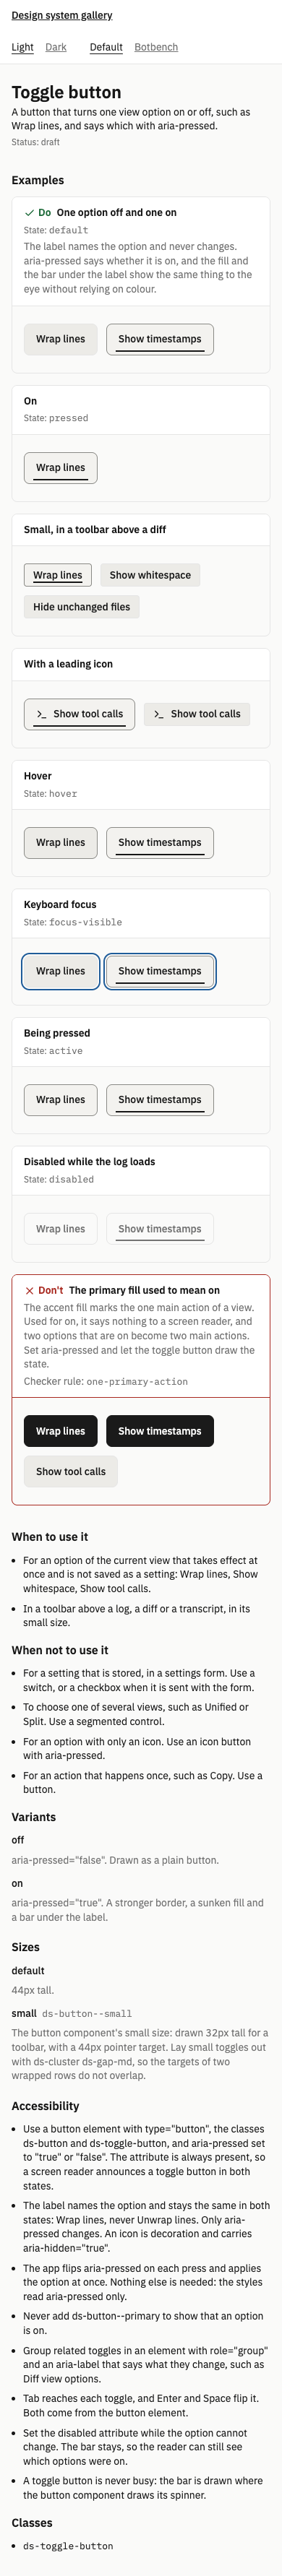 Design system gallery
Light Dark Default Botbench
Toggle button
A button that turns one view option on or off, such as
Wrap lines, and says which with aria-pressed.
Status: draft
Examples
Do One option off and one on
State: default
The label names the option and never changes.
aria-pressed says whether it is on, and the fill and
the bar under the label show the same thing to the
eye without relying on colour.
Wrap lines Show timestamps
On
State: pressed
Wrap lines
Small, in a toolbar above a diff
Wrap lines Show whitespace
Hide unchanged files
With a leading icon
Show tool calls Show tool calls
Hover
State: hover
Wrap lines Show timestamps
Keyboard focus
State: focus-visible
Wrap lines Show timestamps
Being pressed
State: active
Wrap lines Show timestamps
Disabled while the log loads
State: disabled
Wrap lines Show timestamps
Don't The primary fill used to mean on
The accent fill marks the one main action of a view.
Used for on, it says nothing to a screen reader, and
two options that are on become two main actions.
Set aria-pressed and let the toggle button draw the
state.
Checker rule: one-primary-action
Wrap lines Show timestamps
Show tool calls
When to use it
• For an option of the current view that takes effect at
once and is not saved as a setting: Wrap lines, Show
whitespace, Show tool calls.
• In a toolbar above a log, a diff or a transcript, in its
small size.
When not to use it
• For a setting that is stored, in a settings form. Use a
switch, or a checkbox when it is sent with the form.
• To choose one of several views, such as Unified or
Split. Use a segmented control.
• For an option with only an icon. Use an icon button
with aria-pressed.
• For an action that happens once, such as Copy. Use a
button.
Variants
off
aria-pressed="false". Drawn as a plain button.
on
aria-pressed="true". A stronger border, a sunken fill and
a bar under the label.
Sizes
default
44px tall.
small ds-button--small
The button component's small size: drawn 32px tall for a
toolbar, with a 44px pointer target. Lay small toggles out
with ds-cluster ds-gap-md, so the targets of two
wrapped rows do not overlap.
Accessibility
• Use a button element with type="button", the classes
ds-button and ds-toggle-button, and aria-pressed set
to "true" or "false". The attribute is always present, so
a screen reader announces a toggle button in both
states.
• The label names the option and stays the same in both
states: Wrap lines, never Unwrap lines. Only aria-
pressed changes. An icon is decoration and carries
aria-hidden="true".
• The app flips aria-pressed on each press and applies
the option at once. Nothing else is needed: the styles
read aria-pressed only.
• Never add ds-button--primary to show that an option
is on.
• Group related toggles in an element with role="group"
and an aria-label that says what they change, such as
Diff view options.
• Tab reaches each toggle, and Enter and Space flip it.
Both come from the button element.
• Set the disabled attribute while the option cannot
change. The bar stays, so the reader can still see
which options were on.
• A toggle button is never busy: the bar is drawn where
the button component draws its spinner.
Classes
• ds-toggle-button